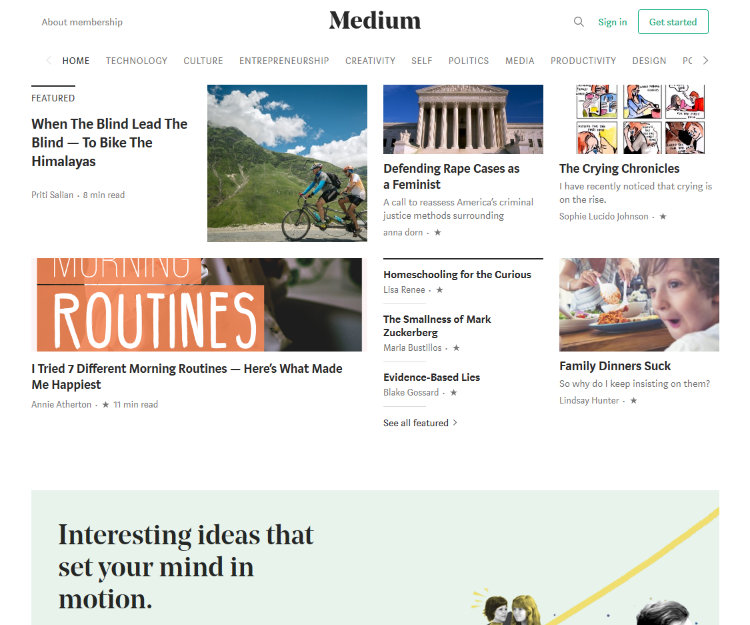 About membership
Medium
Sign in
Get started
HOME
TECHNOLOGY
CULTURE
ENTREPRENEURSHIP
CREATIVITY
SELF
POLITICS
MEDIA
PRODUCTIVITY
DESIGN
FEATURED
When The Blind Lead The
Blind — To Bike The
Himalayas
Priti Salian · 8 min read
Defending Rape Cases as
a Feminist
A call to reassess America's criminal
justice methods surrounding
anna dorn · ★
The Crying Chronicles
I have recently noticed that crying is
on the rise.
Sophie Lucido Johnson · ★
MORNING
ROUTINES
I Tried 7 Different Morning Routines — Here's What Made
Me Happiest
Annie Atherton · ★ 11 min read
Homeschooling for the Curious
Lisa Renee · ★
The Smallness of Mark
Zuckerberg
Maria Bustillos · ★
Evidence-Based Lies
Blake Gossard · ★
See all featured
Family Dinners Suck
So why do I keep insisting on them?
Lindsay Hunter · ★
Interesting ideas that
set your mind in
motion.